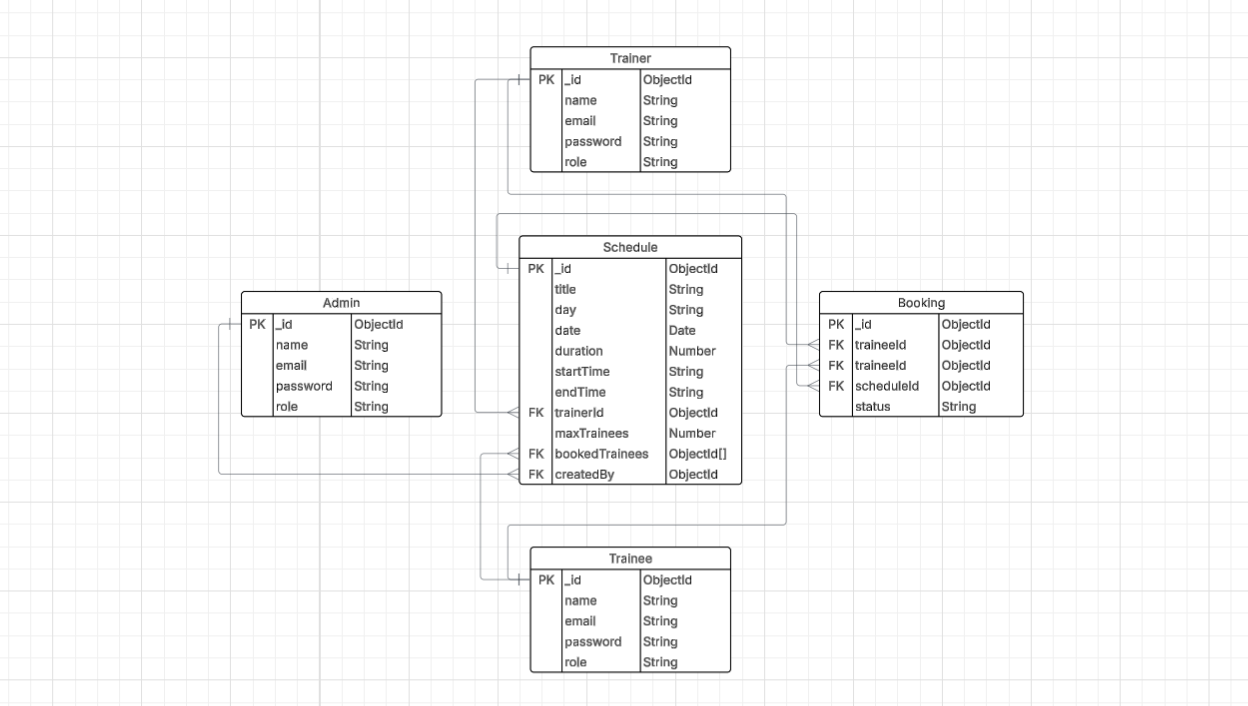 Trainer
PK _id ObjectId
name String
email String
password String
role String
Schedule
PK _id ObjectId
title String
day String
date Date
duration Number
startTime String
endTime String
FK trainerId ObjectId
maxTrainees Number
FK bookedTrainees ObjectId[]
FK createdBy ObjectId
Admin
PK _id ObjectId
name String
email String
password String
role String
Booking
PK _id ObjectId
FK traineeId ObjectId
FK traineeId ObjectId
FK scheduleId ObjectId
status String
Trainee
PK _id ObjectId
name String
email String
password String
role String